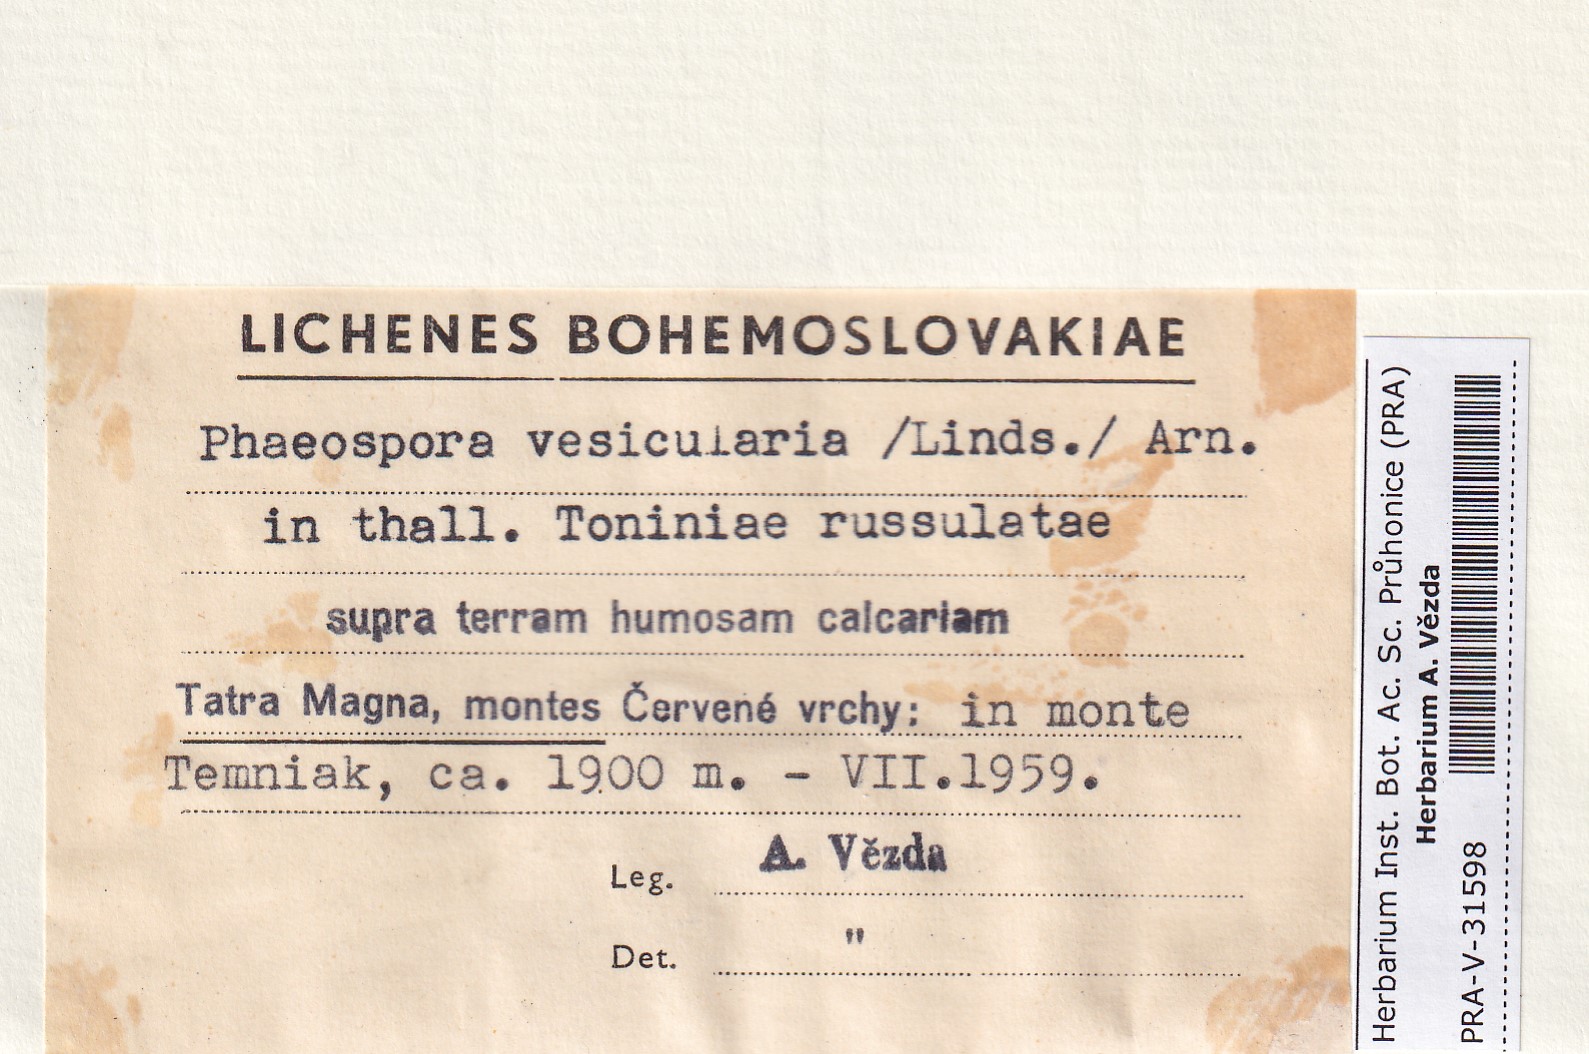 LICHENES BOHEMOSLOVAKIAE
Phaeospora vesicularia /Linds./ Arn.
in thall. Toniniae russulatae
supra terram humosam calcariam
Tatra Magna, montes Červené vrchy: in monte
Temniak, ca. 1900 m. - VII.1959.
Leg. A. Vězda
Det. "
Herbarium Inst. Bot. Ac. Sc. Průhonice (PRA)
Herbarium A. Vězda
PRA-V-31598